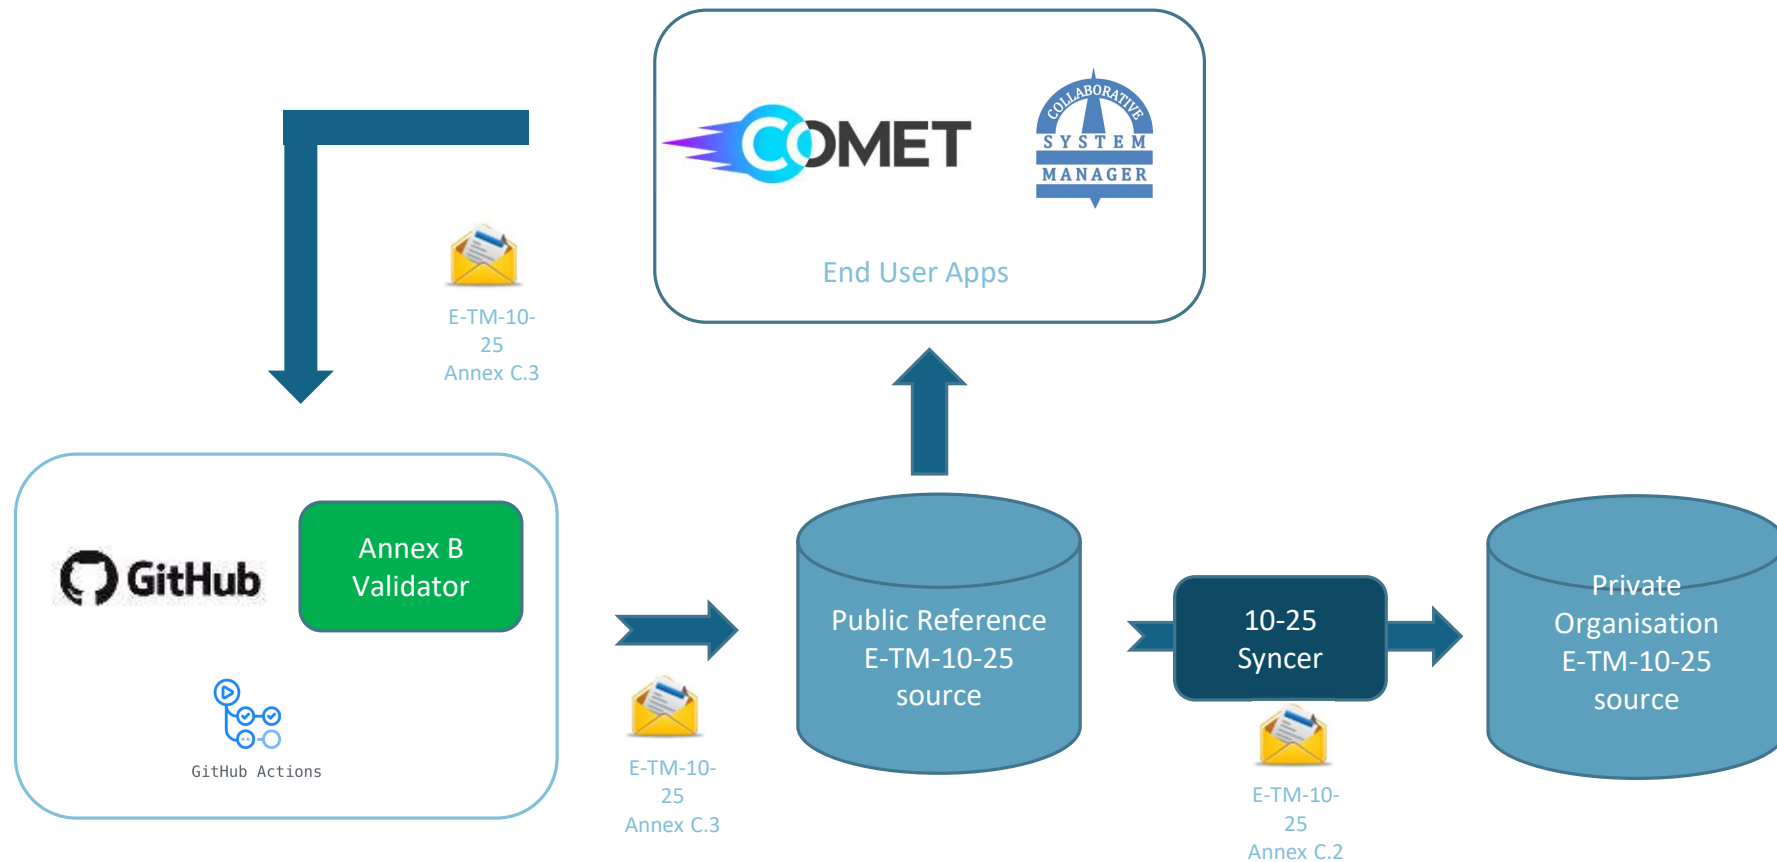 COMET
COLLABORATIVE
SYSTEM
MANAGER
End User Apps
E-TM-10-
25
Annex C.3
GitHub
Annex B
Validator
GitHub Actions
E-TM-10-
25
Annex C.3
Public Reference
E-TM-10-25
source
10-25
Syncer
E-TM-10-
25
Annex C.2
Private
Organisation
E-TM-10-25
source